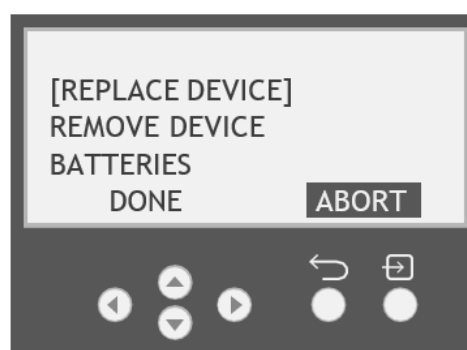 [REPLACE DEVICE]
REMOVE DEVICE
BATTERIES
DONE ABORT